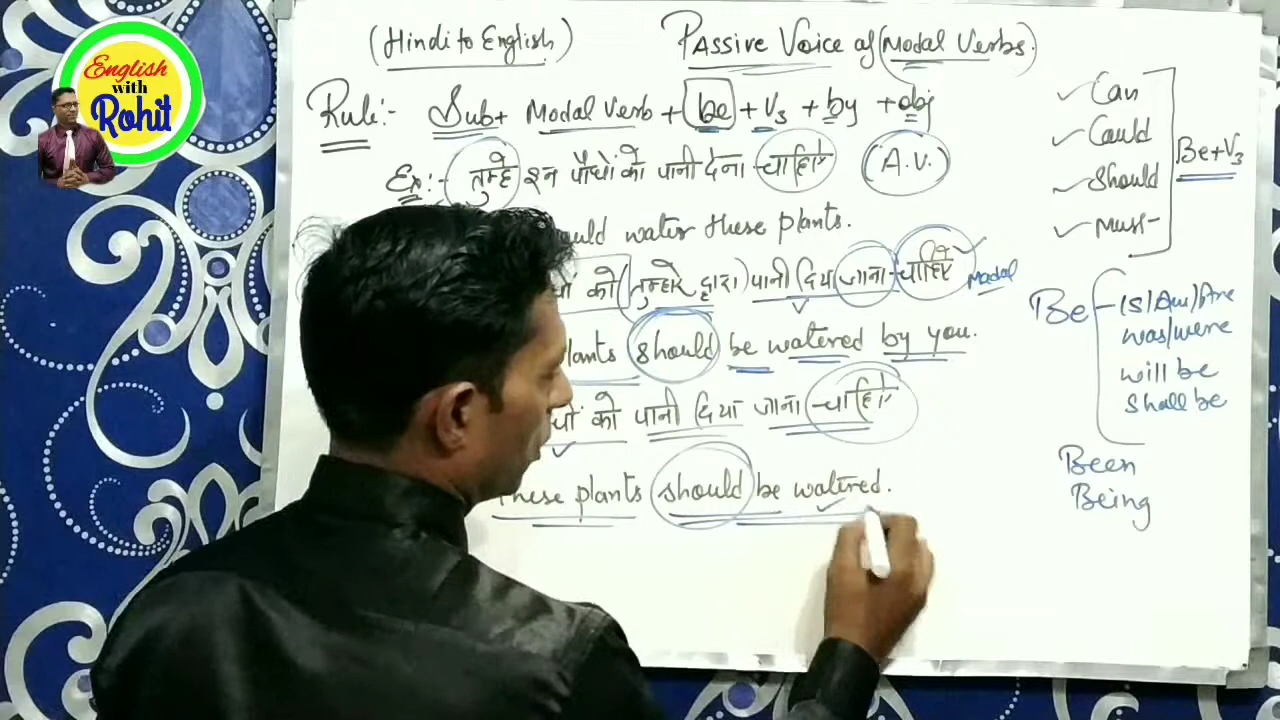 English
with
Rohit
(Hindi to English) Passive Voice of (Modal Verbs)
Rule:- Sub + Modal Verb + be + V3 + by + obj
Ex:- तुम्हें इन पौधों को पानी देना चाहिए (A.V.)
water these plants.
को (तुम्हारे द्वारा) पानी दिया जाना चाहिए Modal
plants should be watered by you.
को पानी दिया जाना चाहिए
These plants should be watered.
Can
Could
Should
Must
Be+V3
Be - Is/Am/Are
was/were
will be
shall be
Been
Being